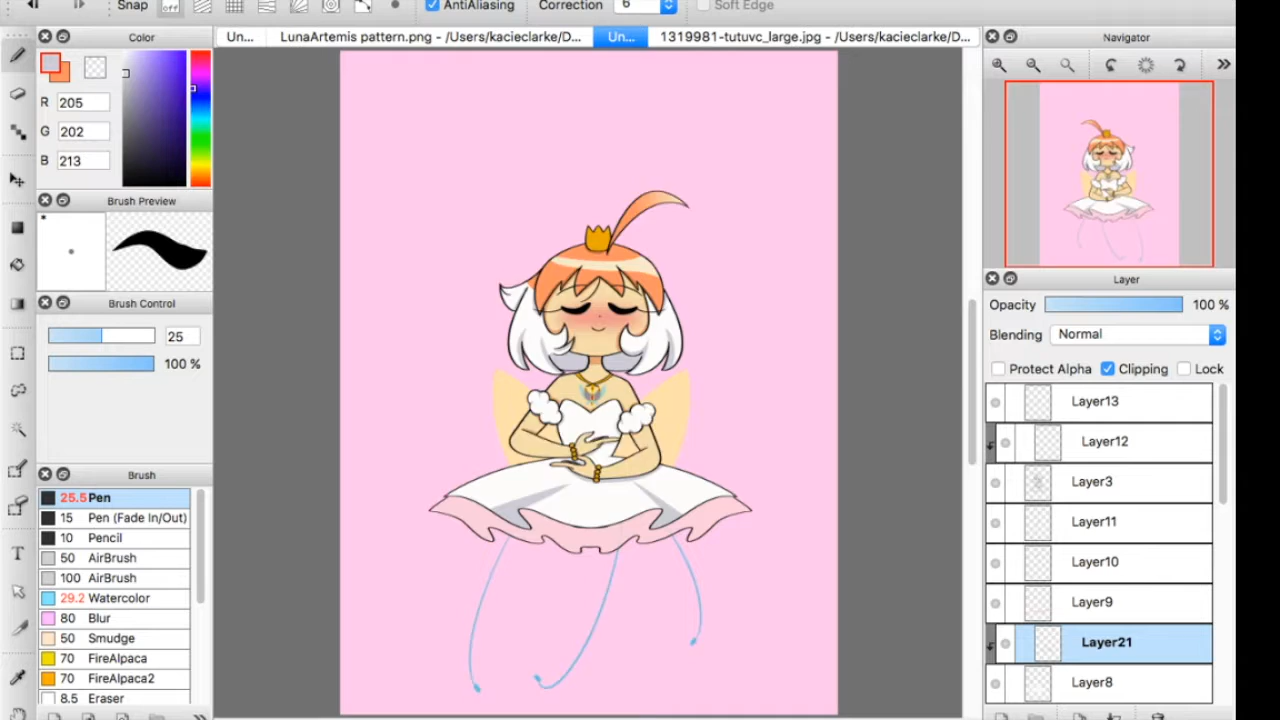 Snap off AntiAliasing Correction 6 Soft Edge
Color Un... LunaArtemis pattern.png - /Users/kacieclarke/D... Un... 1319981-tutuvc_large.jpg - /Users/kacieclarke/D... Navigator
R 205
G 202
B 213
Brush Preview
Brush Control
25
100 %
Brush
25.5 Pen
15 Pen (Fade In/Out)
10 Pencil
50 AirBrush
100 AirBrush
29.2 Watercolor
80 Blur
50 Smudge
70 FireAlpaca
70 FireAlpaca2
8.5 Eraser
T
Layer
Opacity 100 %
Blending Normal
Protect Alpha Clipping Lock
Layer13
Layer12
Layer3
Layer11
Layer10
Layer9
Layer21
Layer8